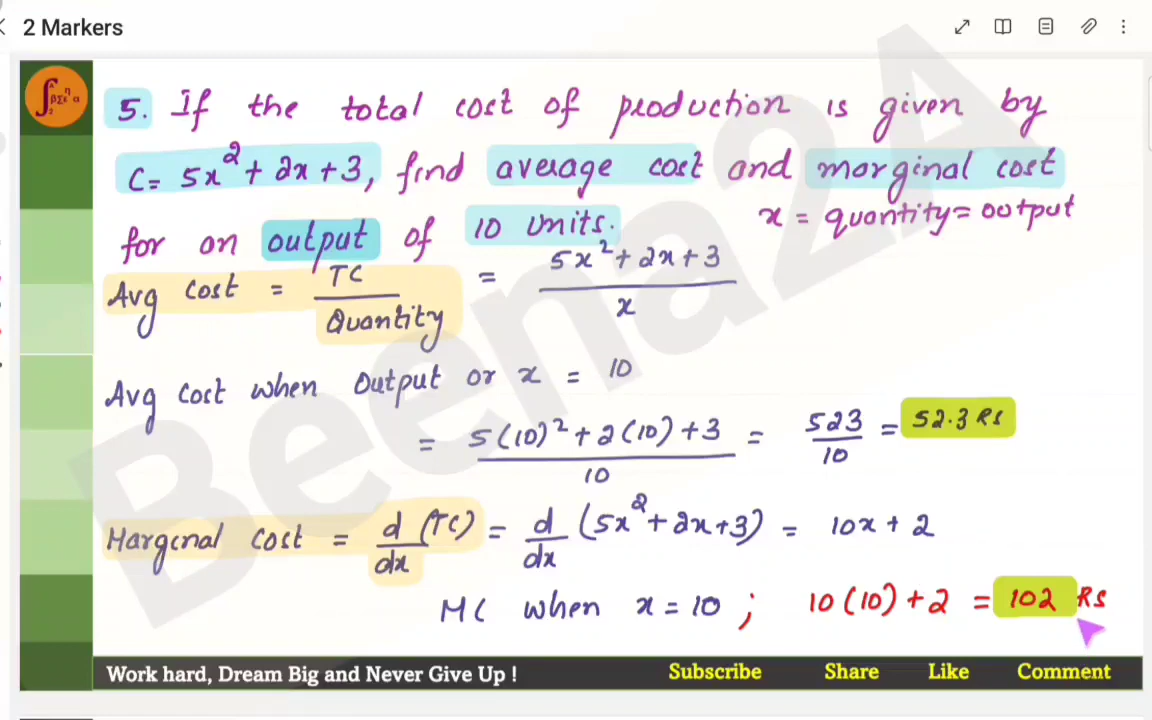 2 Markers
5. If the total cost of production is given by
C= 5x² + 2x + 3, find average cost and marginal cost
for an output of 10 Units.
x = quantity = output
Avg Cost = TC / Quantity = 5x² + 2x + 3 / x
Avg Cost when Output or x = 10
= 5(10)² + 2(10) + 3 / 10 = 523 / 10 = 52.3 RS
Marginal Cost = d/dx (TC) = d/dx (5x² + 2x + 3) = 10x + 2
MC when x = 10 ; 10(10) + 2 = 102 RS
Work hard, Dream Big and Never Give Up ! Subscribe Share Like Comment
Beena2A